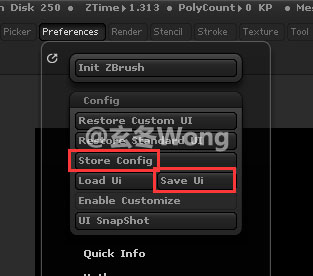 Disk 250 ● ZTime▸1.313 ● PolyCount▸0 KP ● Mes
Picker Preferences Render Stencil Stroke Texture Tool
Init ZBrush
Config
Restore Custom UI
@玄冬Wong
Restore Standard UI
Store Config
Load Ui Save Ui
Enable Customize
UI SnapShot
Quick Info